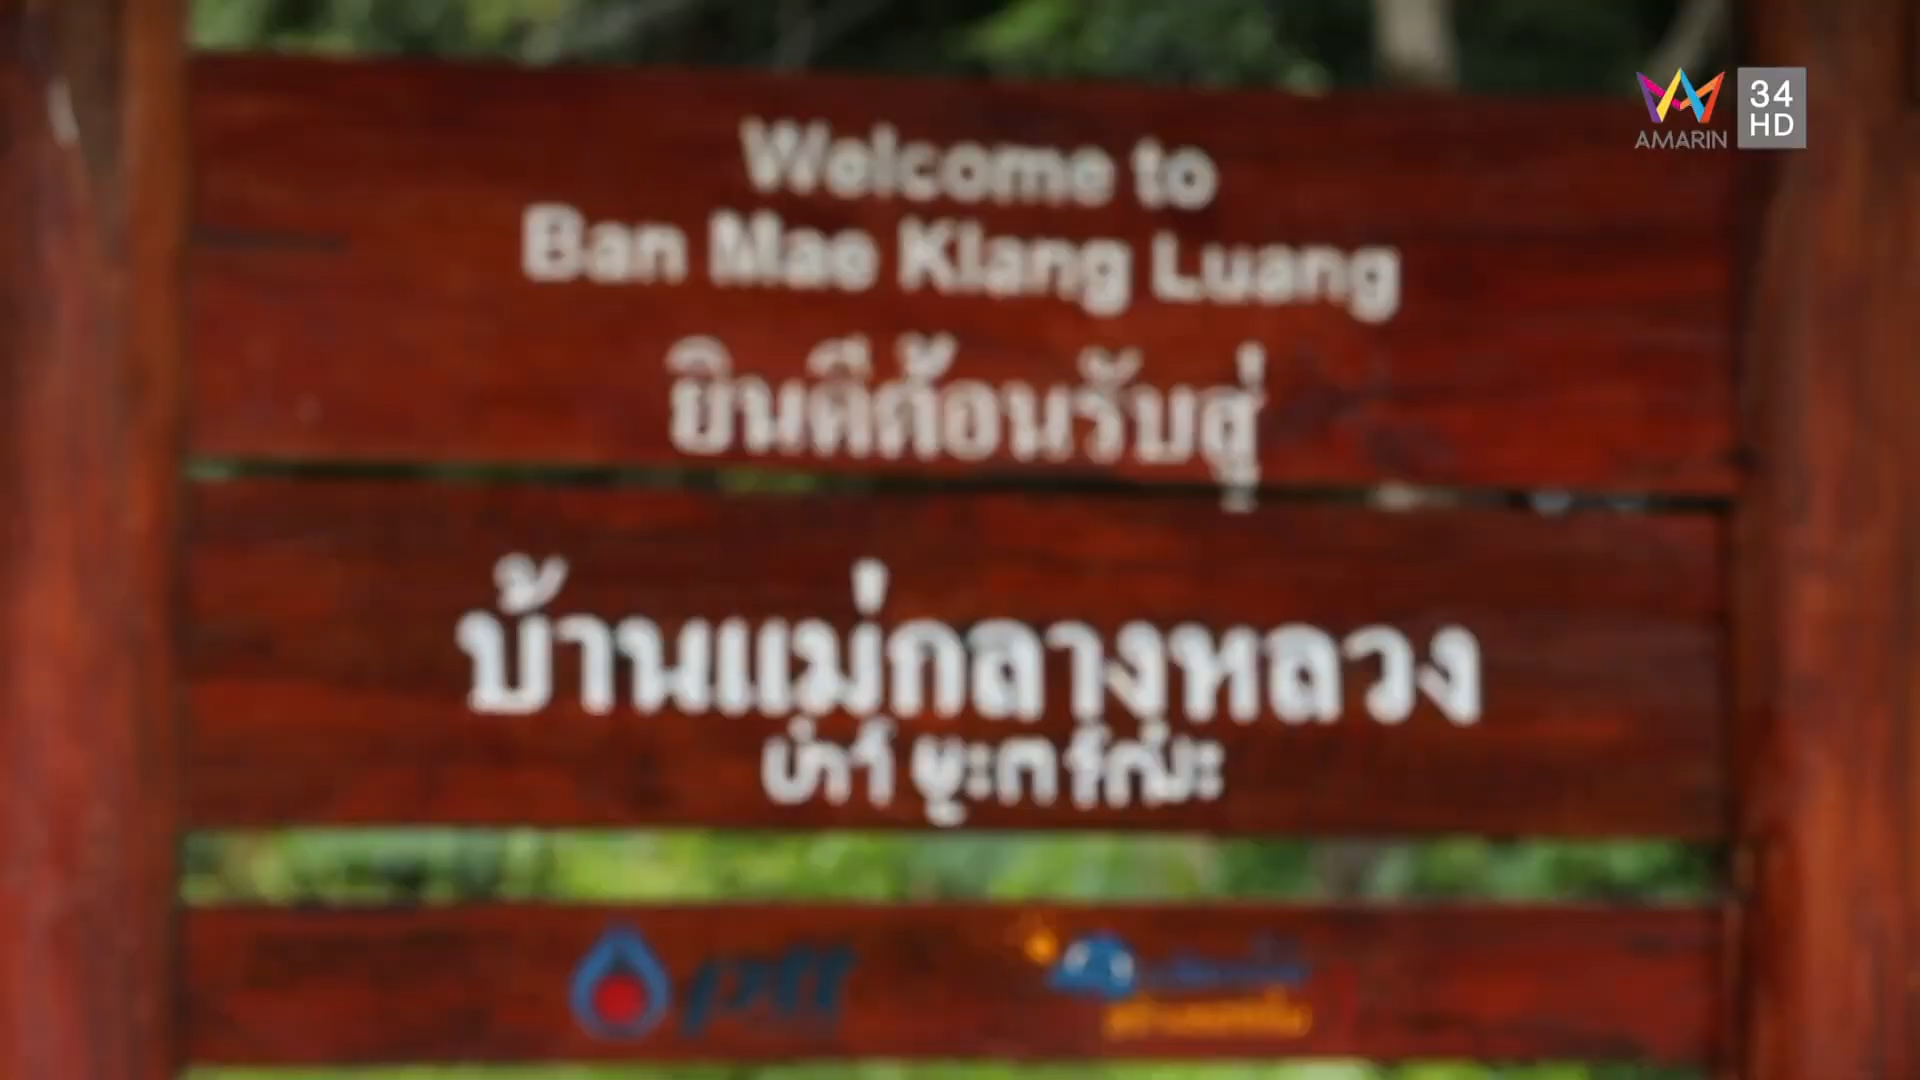 AMARIN
34
HD
Welcome to
Ban Mae Klang Luang
ยินดีต้อนรับสู่
บ้านแม่กลางหลวง
ptt